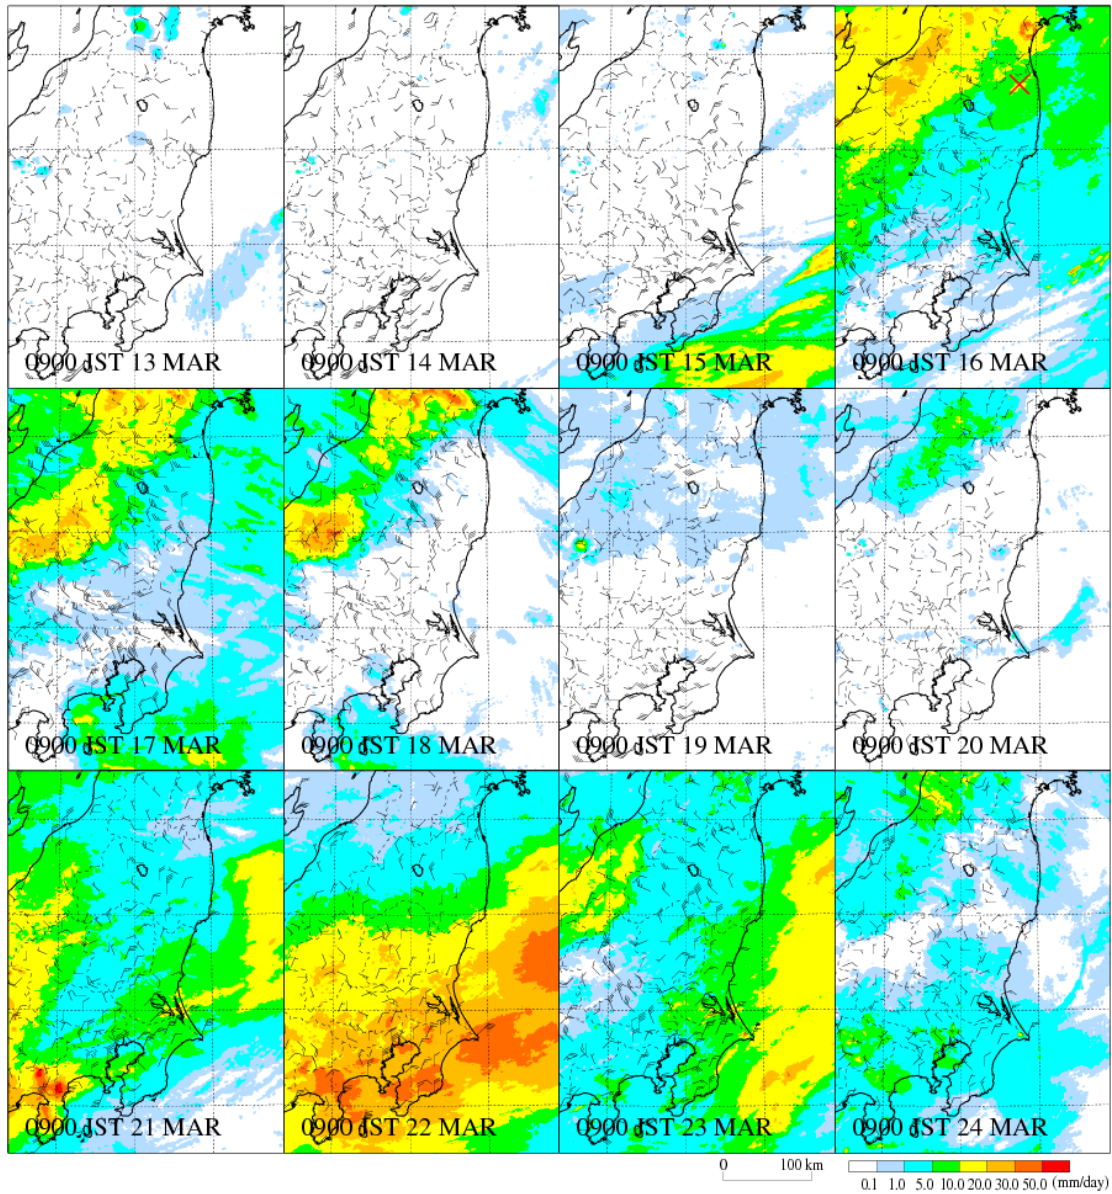 0900 JST 13 MAR
0900 JST 14 MAR
0900 JST 15 MAR
0900 JST 16 MAR
0900 JST 17 MAR
0900 JST 18 MAR
0900 JST 19 MAR
0900 JST 20 MAR
0900 JST 21 MAR
0900 JST 22 MAR
0900 JST 23 MAR
0900 JST 24 MAR
0 100 km
0.1 1.0 5.0 10.0 20.0 30.0 50.0 (mm/day)